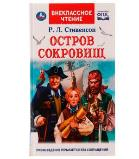 ВНЕКЛАССНОЕ ЧТЕНИЕ
Р. Л. СТИВЕНСОН
ОСТРОВ
СОКРОВИЩ